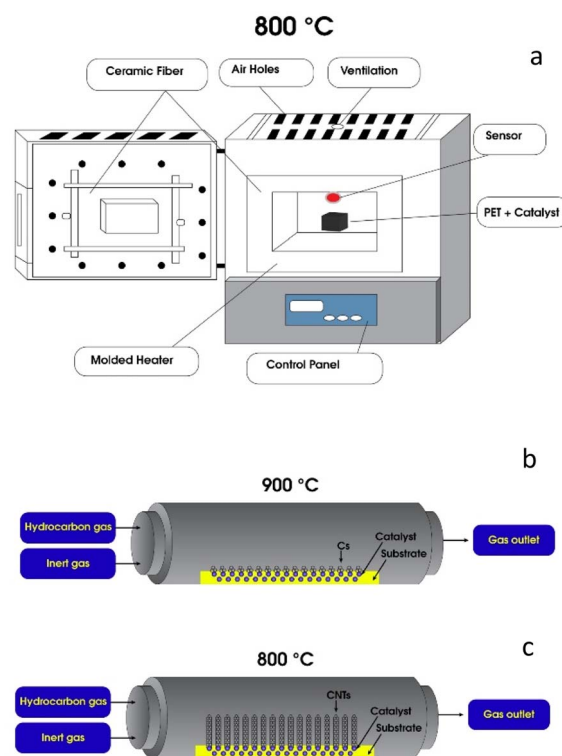 800 °C
a
Ceramic Fiber
Air Holes
Ventilation
Sensor
PET + Catalyst
Molded Heater
Control Panel
b
900 °C
Hydrocarbon gas
Inert gas
Cs
Catalyst
Substrate
Gas outlet
c
800 °C
Hydrocarbon gas
Inert gas
CNTs
Catalyst
Substrate
Gas outlet